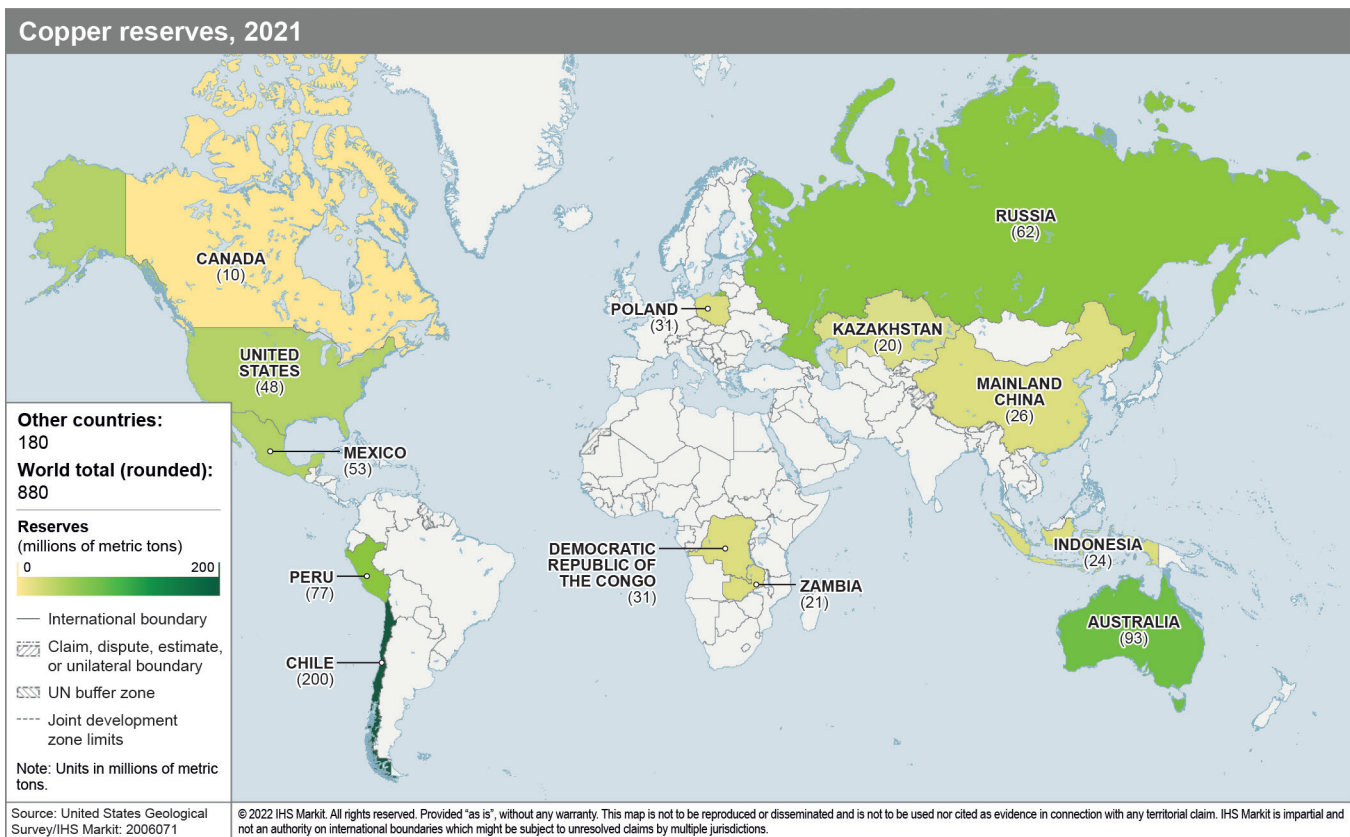 Copper reserves, 2021
CANADA
(10)
UNITED
STATES
(48)
MEXICO
(53)
PERU
(77)
CHILE
(200)
POLAND
(31)
RUSSIA
(62)
KAZAKHSTAN
(20)
MAINLAND
CHINA
(26)
DEMOCRATIC
REPUBLIC OF
THE CONGO
(31)
ZAMBIA
(21)
INDONESIA
(24)
AUSTRALIA
(93)
Other countries:
180
World total (rounded):
880
Reserves
(millions of metric tons)
0 200
International boundary
Claim, dispute, estimate,
or unilateral boundary
UN buffer zone
Joint development
zone limits
Note: Units in millions of metric
tons.
Source: United States Geological
Survey/IHS Markit: 2006071
© 2022 IHS Markit. All rights reserved. Provided “as is”, without any warranty. This map is not to be reproduced or disseminated and is not to be used nor cited as evidence in connection with any territorial claim. IHS Markit is impartial and
not an authority on international boundaries which might be subject to unresolved claims by multiple jurisdictions.